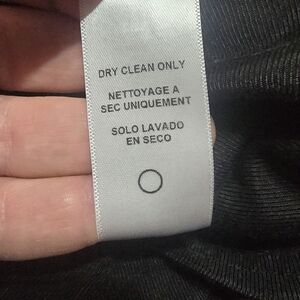 DRY CLEAN ONLY
NETTOYAGE A
SEC UNIQUEMENT
SOLO LAVADO
EN SECO